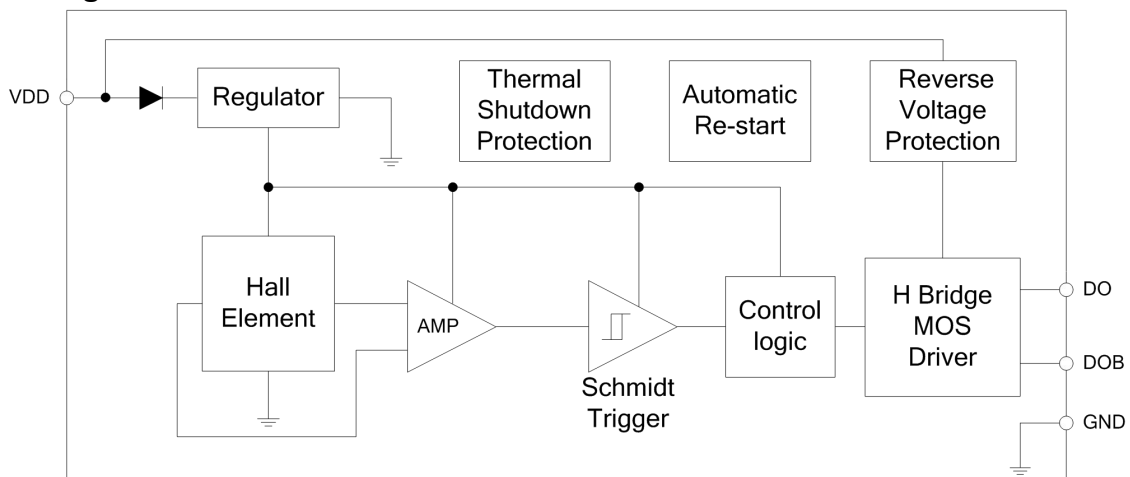 VDD
Regulator
Thermal
Shutdown
Protection
Automatic
Re-start
Reverse
Voltage
Protection
Hall
Element
AMP
Schmidt
Trigger
Control
logic
H Bridge
MOS
Driver
DO
DOB
GND